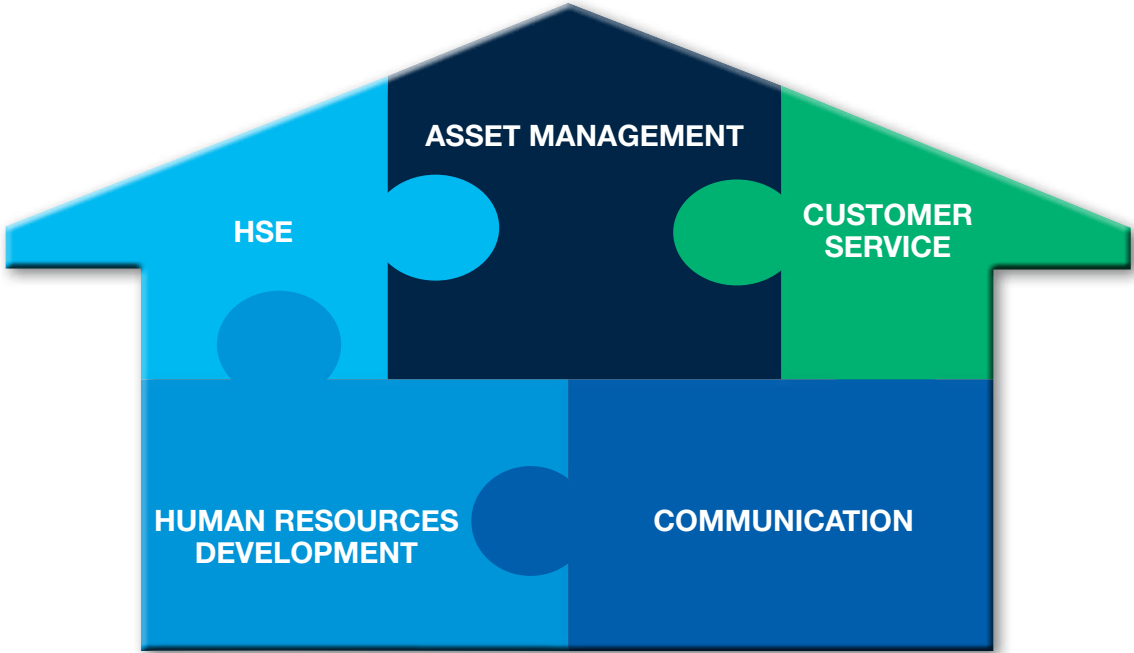 ASSET MANAGEMENT
HSE
CUSTOMER
SERVICE
HUMAN RESOURCES
DEVELOPMENT
COMMUNICATION